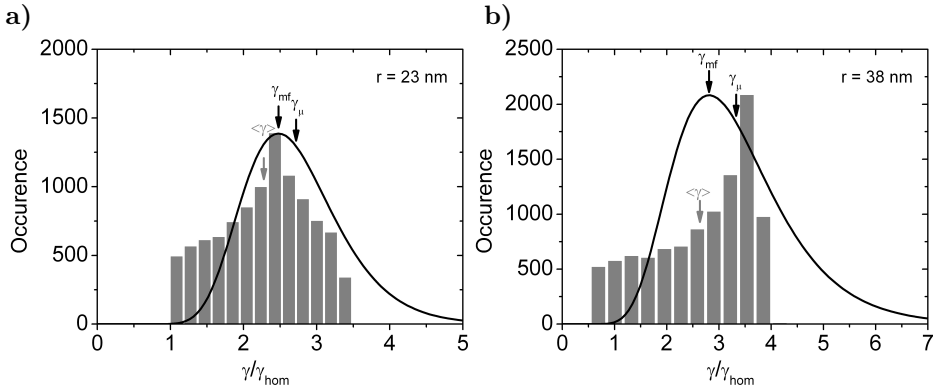 a)
2000
1500
1000
500
0
Occurence
r = 23 nm
γmf
γμ
<γ>
0 1 2 3 4 5
γ/γhom
b)
2500
2000
1500
1000
500
0
Occurence
r = 38 nm
γmf
γμ
<γ>
0 1 2 3 4 5 6 7
γ/γhom